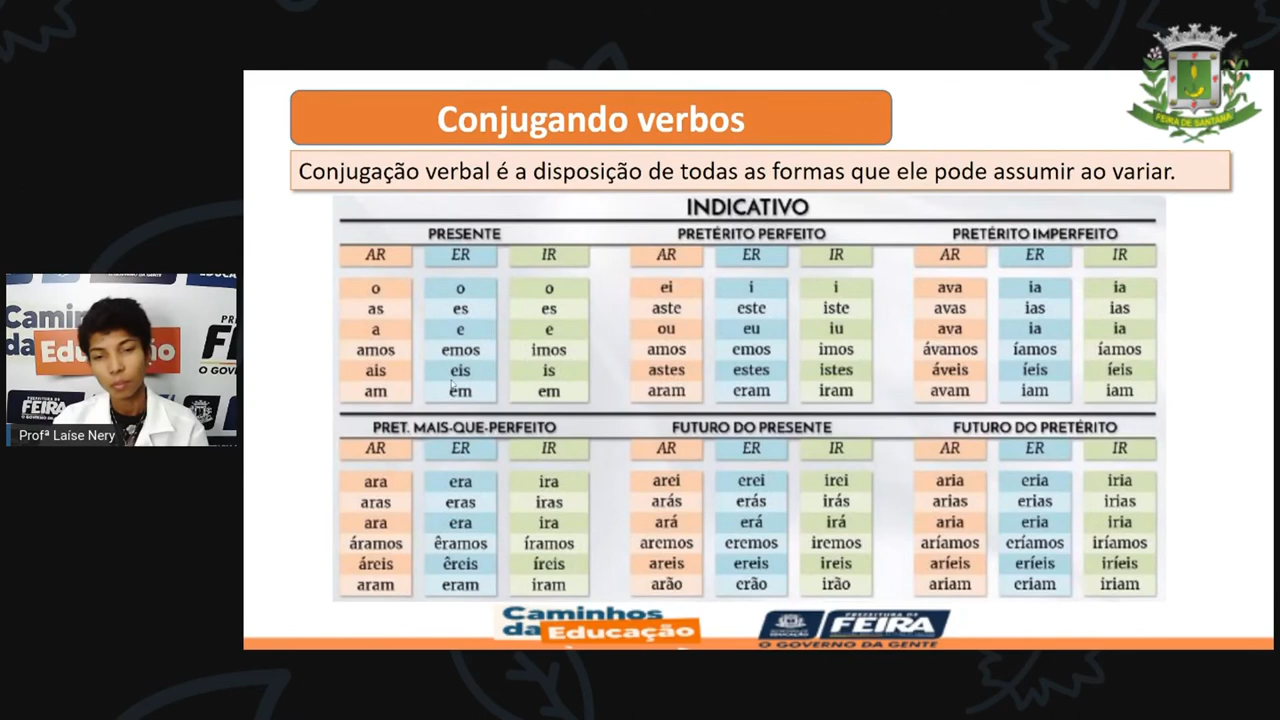 FEIRA DE SANTANA
Conjugando verbos
Conjugação verbal é a disposição de todas as formas que ele pode assumir ao variar.
INDICATIVO
PRESENTE PRETÉRITO PERFEITO PRETÉRITO IMPERFEITO
AR ER IR AR ER IR AR ER IR
o o o ei i i ava ia ia
as es es aste este iste avas ias ias
a e e ou eu iu ava ia ia
amos emos imos amos emos imos ávamos íamos íamos
ais eis is astes estes istes áveis íeis íeis
am em em aram eram iram avam iam iam
PRET. MAIS-QUE-PERFEITO FUTURO DO PRESENTE FUTURO DO PRETÉRITO
AR ER IR AR ER IR AR ER IR
ara era ira arei erei irei aria eria iria
aras eras iras arás erás irás arias erias irias
ara era ira ará erá irá aria eria iria
áramos êramos íramos aremos eremos iremos aríamos eríamos iríamos
áreis êreis íreis areis ereis ireis aríeis eríeis iríeis
aram eram iram arão erão irão ariam eriam iriam
Caminhos
da Educação
PREFEITURA DE
FEIRA
O GOVERNO DA GENTE
Profª Laíse Nery